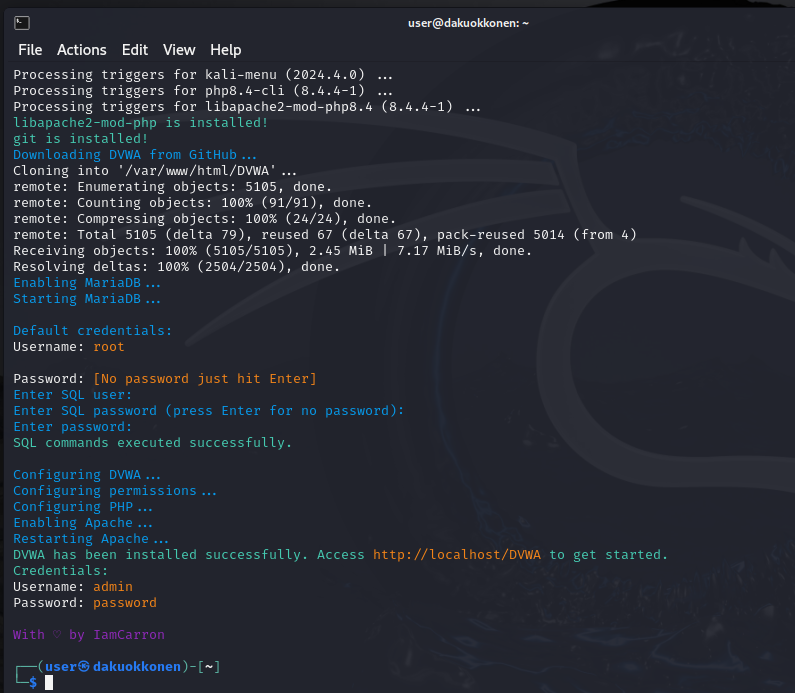 user@dakuokkonen: ~
File Actions Edit View Help
Processing triggers for kali-menu (2024.4.0) ...
Processing triggers for php8.4-cli (8.4.4-1) ...
Processing triggers for libapache2-mod-php8.4 (8.4.4-1) ...
libapache2-mod-php is installed!
git is installed!
Downloading DVWA from GitHub...
Cloning into '/var/www/html/DVWA'...
remote: Enumerating objects: 5105, done.
remote: Counting objects: 100% (91/91), done.
remote: Compressing objects: 100% (24/24), done.
remote: Total 5105 (delta 79), reused 67 (delta 67), pack-reused 5014 (from 4)
Receiving objects: 100% (5105/5105), 2.45 MiB | 7.17 MiB/s, done.
Resolving deltas: 100% (2504/2504), done.
Enabling MariaDB...
Starting MariaDB...
Default credentials:
Username: root
Password: [No password just hit Enter]
Enter SQL user:
Enter SQL password (press Enter for no password):
Enter password:
SQL commands executed successfully.
Configuring DVWA...
Configuring permissions...
Configuring PHP...
Enabling Apache...
Restarting Apache...
DVWA has been installed successfully. Access http://localhost/DVWA to get started.
Credentials:
Username: admin
Password: password
With ♡ by IamCarron
┌──(user㉿dakuokkonen)-[~]
└─$